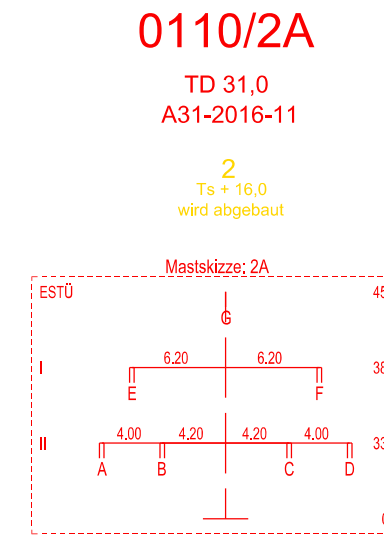 0110/2A
TD 31,0
A31-2016-11
2
Ts + 16,0
wird abgebaut
Mastskizze: 2A
ESTÜ
G
I 6.20 6.20
E F
II 4.00 4.20 4.20 4.00
A B C D